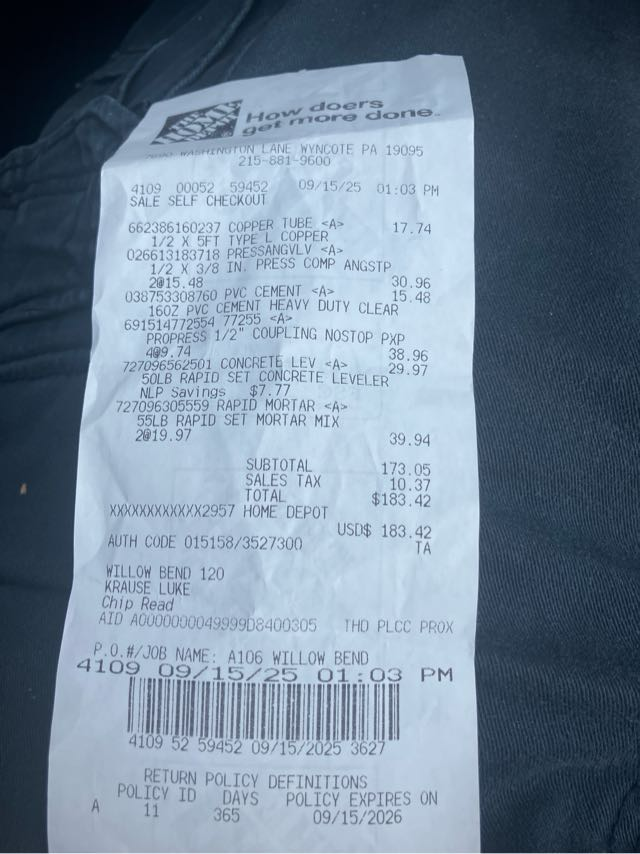 THE HOME DEPOT
How doers
get more done.
WASHINGTON LANE WYNCOTE PA 19095
215-881-9600
4109 00052 59452 09/15/25 01:03 PM
SALE SELF CHECKOUT
662386160237 COPPER TUBE <A> 17.74
1/2 X 5FT TYPE L COPPER
026613183718 PRESSANGVLV <A>
1/2 X 3/8 IN. PRESS COMP ANGSTP
2@15.48 30.96
038753308760 PVC CEMENT <A> 15.48
16OZ PVC CEMENT HEAVY DUTY CLEAR
691514772554 77255 <A>
PROPRESS 1/2" COUPLING NOSTOP PXP
4@9.74 38.96
727096562501 CONCRETE LEV <A> 29.97
50LB RAPID SET CONCRETE LEVELER
NLP Savings $7.77
727096305559 RAPID MORTAR <A>
55LB RAPID SET MORTAR MIX
2@19.97 39.94
SUBTOTAL 173.05
SALES TAX 10.37
TOTAL $183.42
XXXXXXXXXXXX2957 HOME DEPOT
USD$ 183.42
AUTH CODE 015158/3527300 TA
WILLOW BEND 120
KRAUSE LUKE
Chip Read
AID A0000000049999D8400305 THD PLCC PROX
P.O.#/JOB NAME: A106 WILLOW BEND
4109 09/15/25 01:03 PM
4109 52 59452 09/15/2025 3627
RETURN POLICY DEFINITIONS
POLICY ID DAYS POLICY EXPIRES ON
A 11 365 09/15/2026